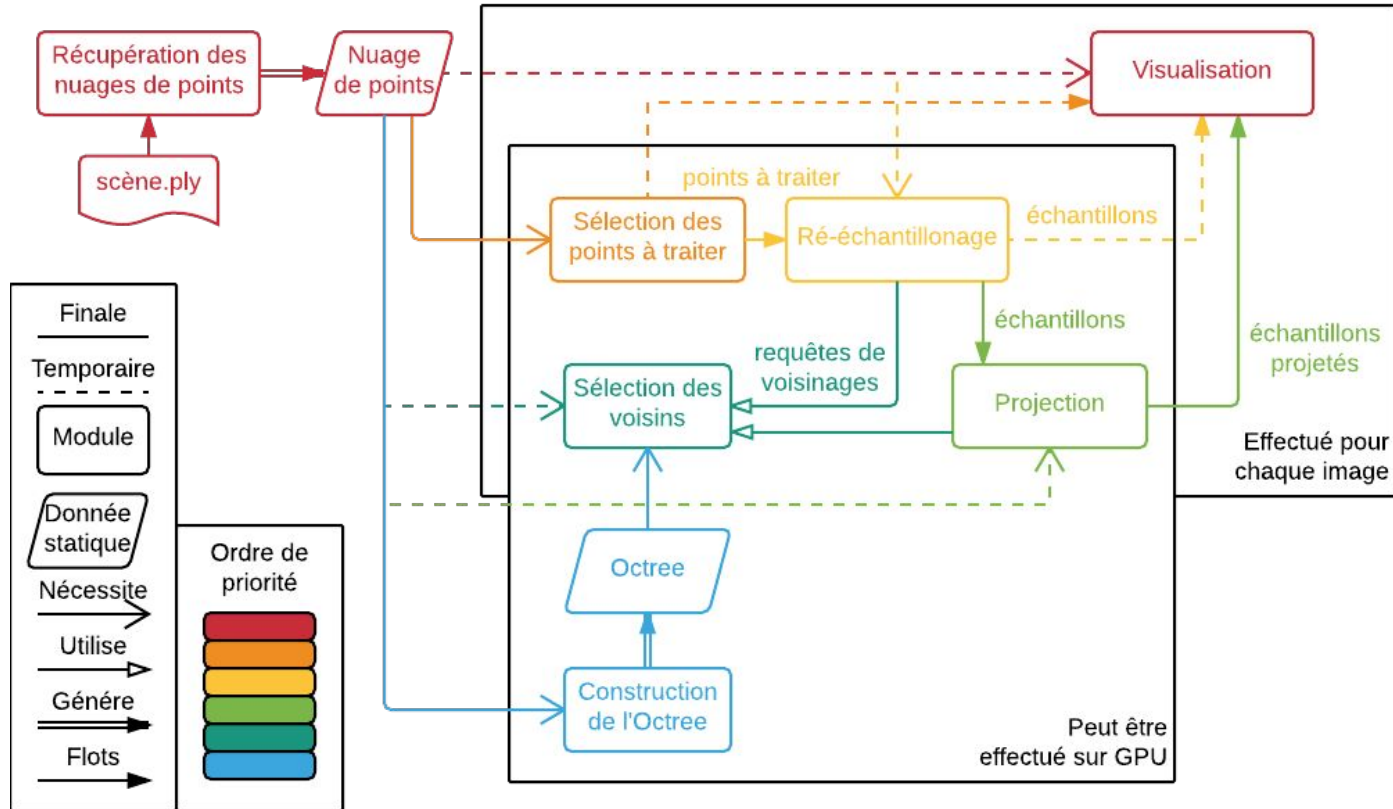 Récupération des
nuages de points
Nuage
de points
Visualisation
scène.ply
points à traiter
Sélection des
points à traiter
Ré-échantillonage
échantillons
échantillons
échantillons
projetés
requêtes de
voisinages
Sélection des
voisins
Projection
Effectué pour
chaque image
Octree
Construction
de l'Octree
Peut être
effectué sur GPU
Finale
Temporaire
Module
Donnée
statique
Nécessite
Utilise
Génére
Flots
Ordre de
priorité